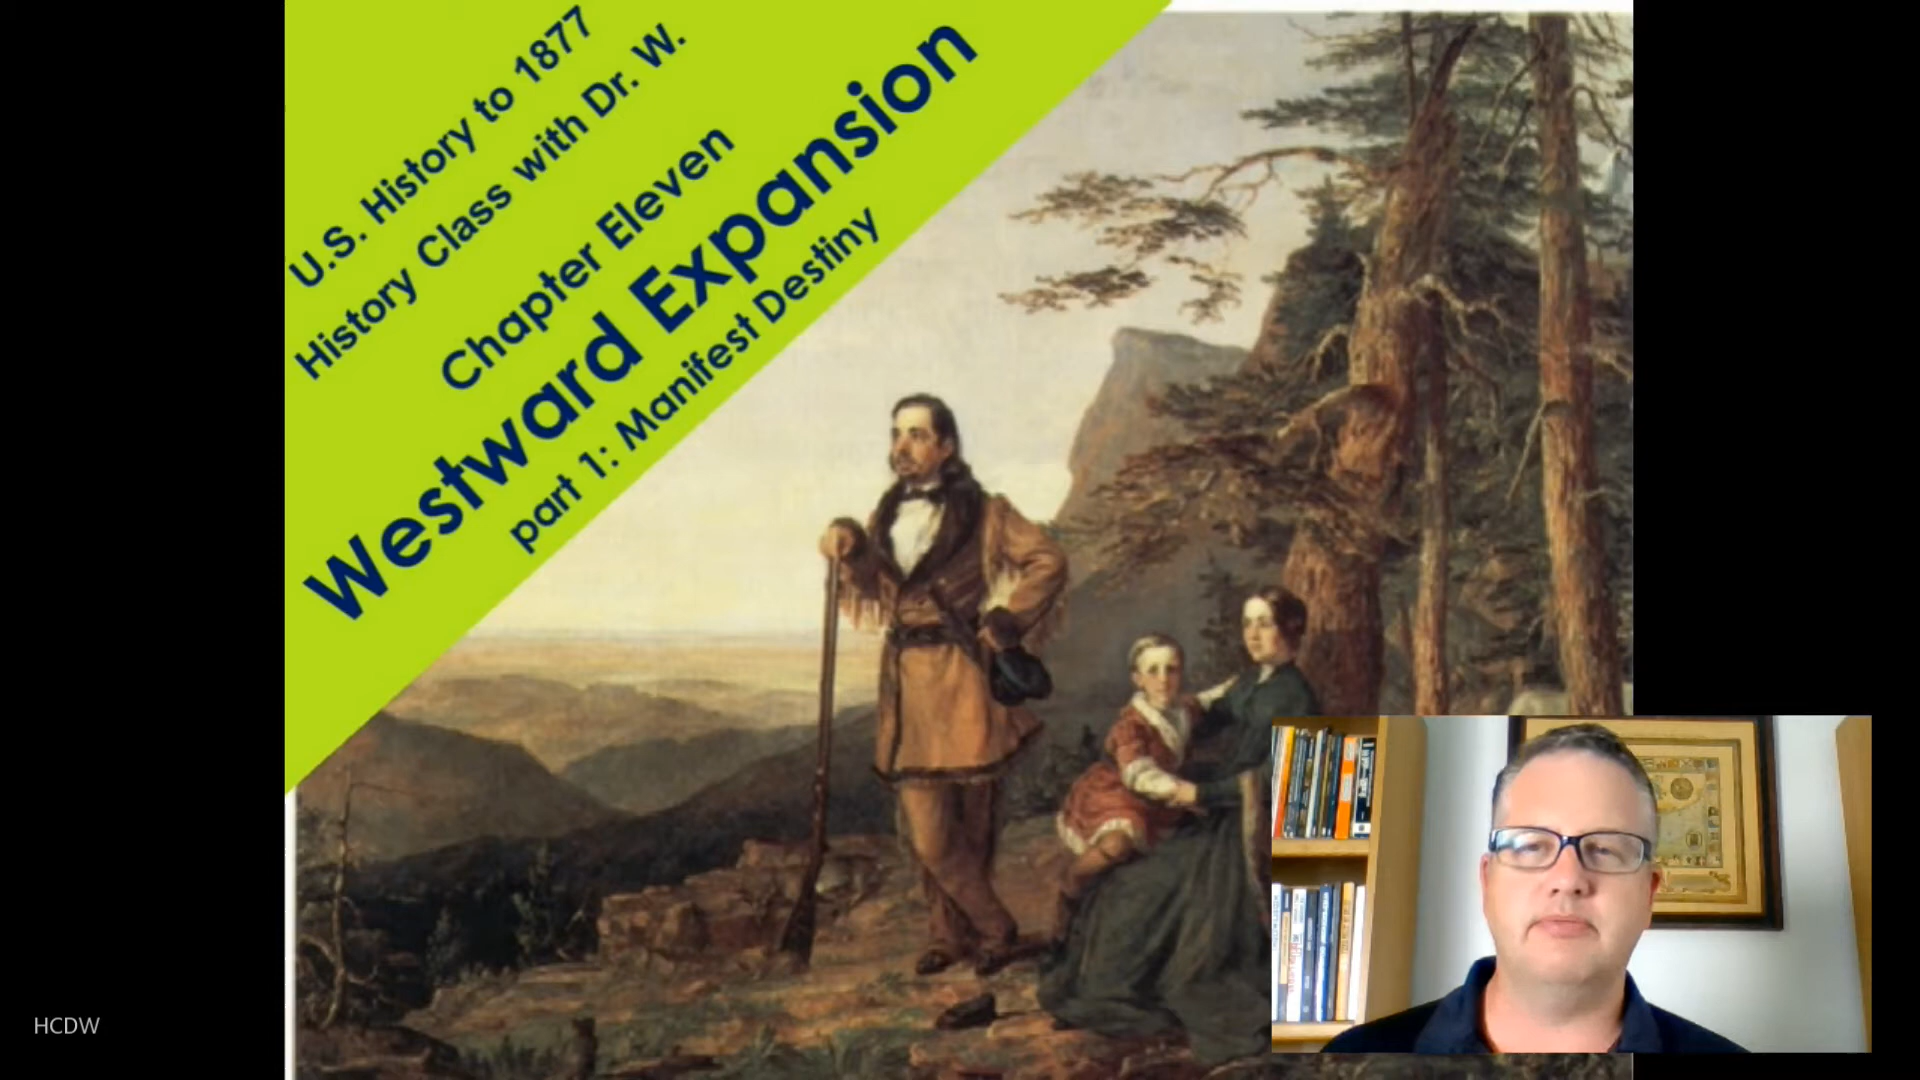 U.S. History to 1877
History Class with Dr. W.
Chapter Eleven
Westward Expansion
part 1: Manifest Destiny
HCDW